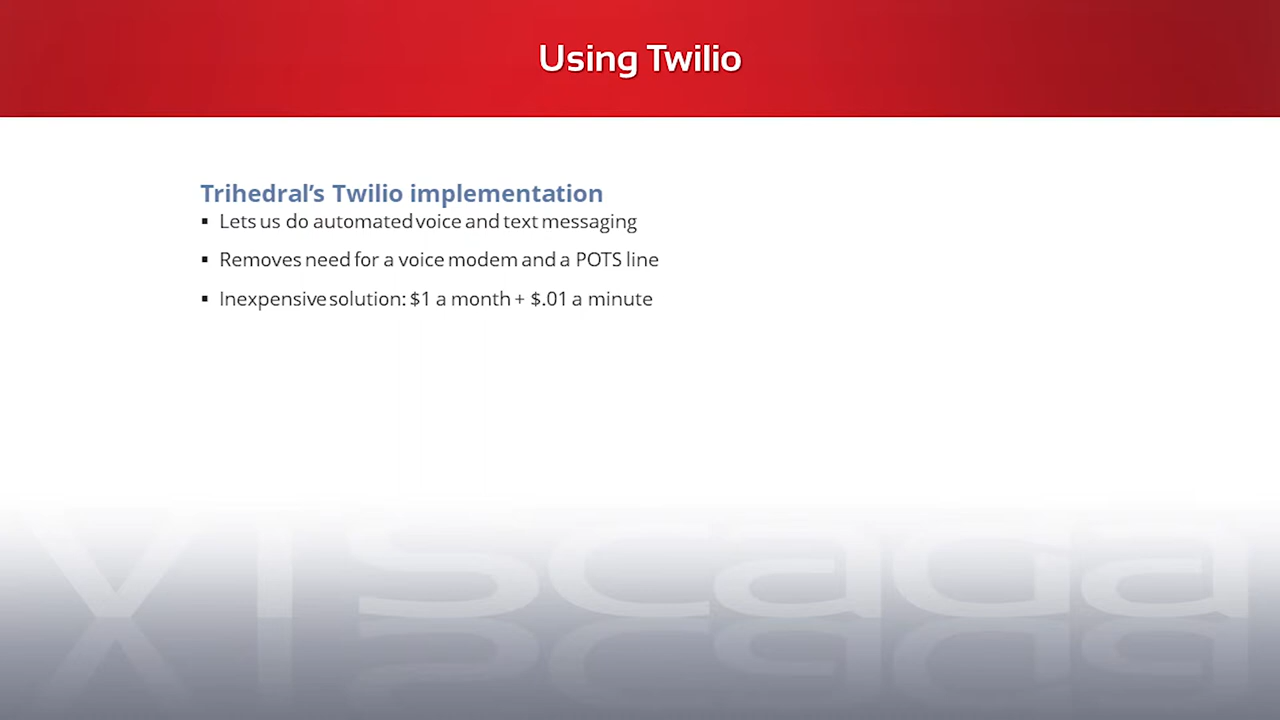 Using Twilio
Trihedral's Twilio implementation
▪ Lets us do automated voice and text messaging
▪ Removes need for a voice modem and a POTS line
▪ Inexpensive solution: $1 a month + $.01 a minute
VTScada